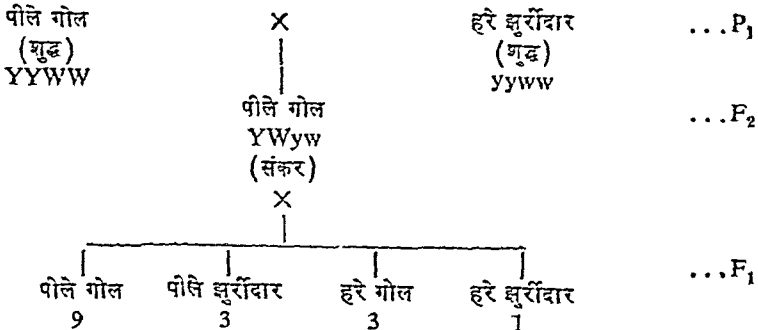 पीले गोल × हरे झुर्रीदार ...P₁
(शुद्ध) (शुद्ध)
YYWW yyww
पीले गोल ...F₂
YWyw
(संकर)
×
पीले गोल पीले झुर्रीदार हरे गोल हरे झुर्रीदार ...F₁
9 3 3 1